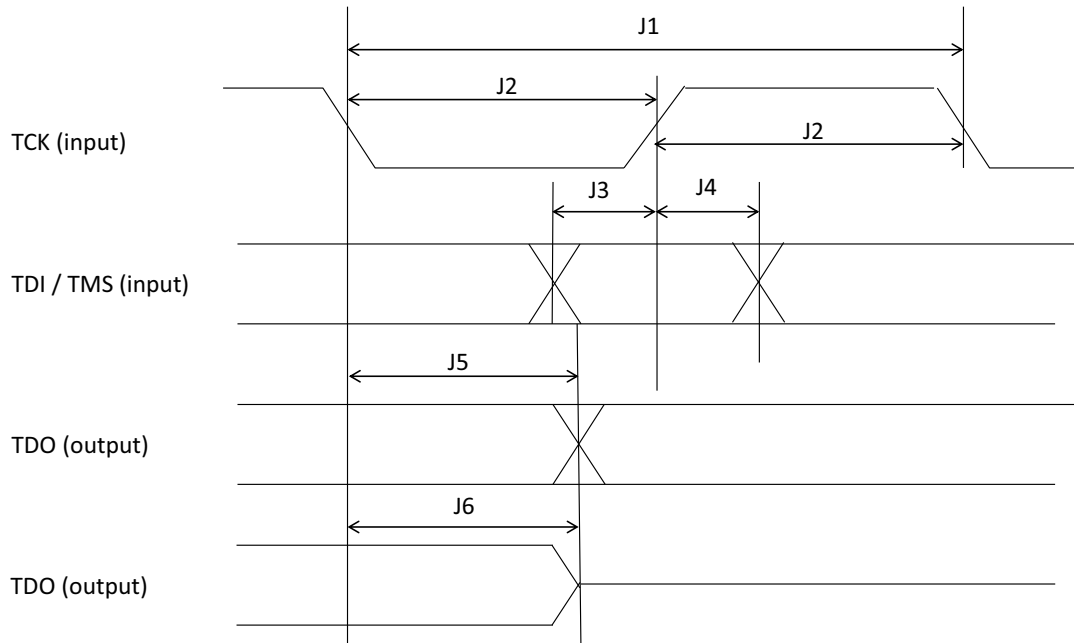 J1
J2
TCK (input)
J2
J3
J4
TDI / TMS (input)
J5
TDO (output)
J6
TDO (output)